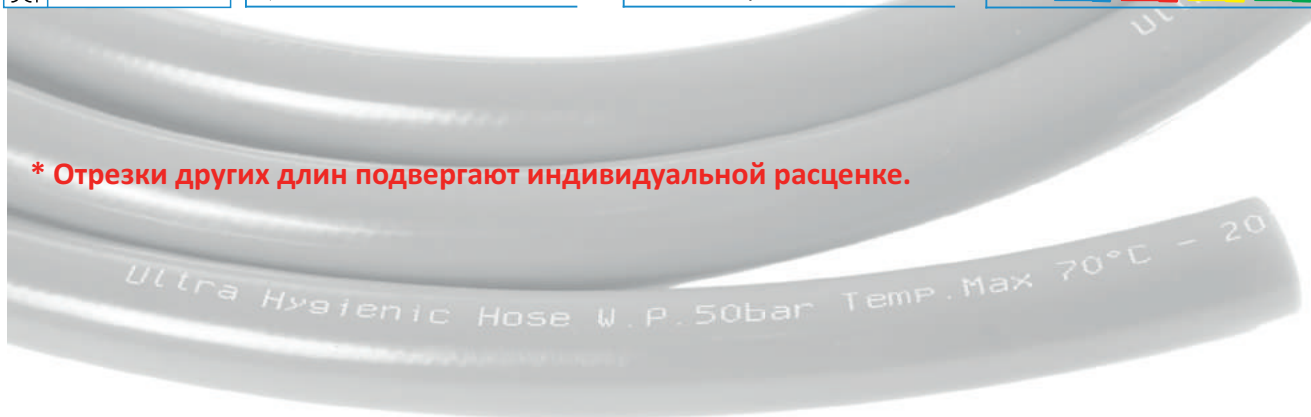 * Отрезки других длин подвергают индивидуальной расценке.
Ultra Hygienic Hose W.P.50bar Temp.Max 70°C - 20